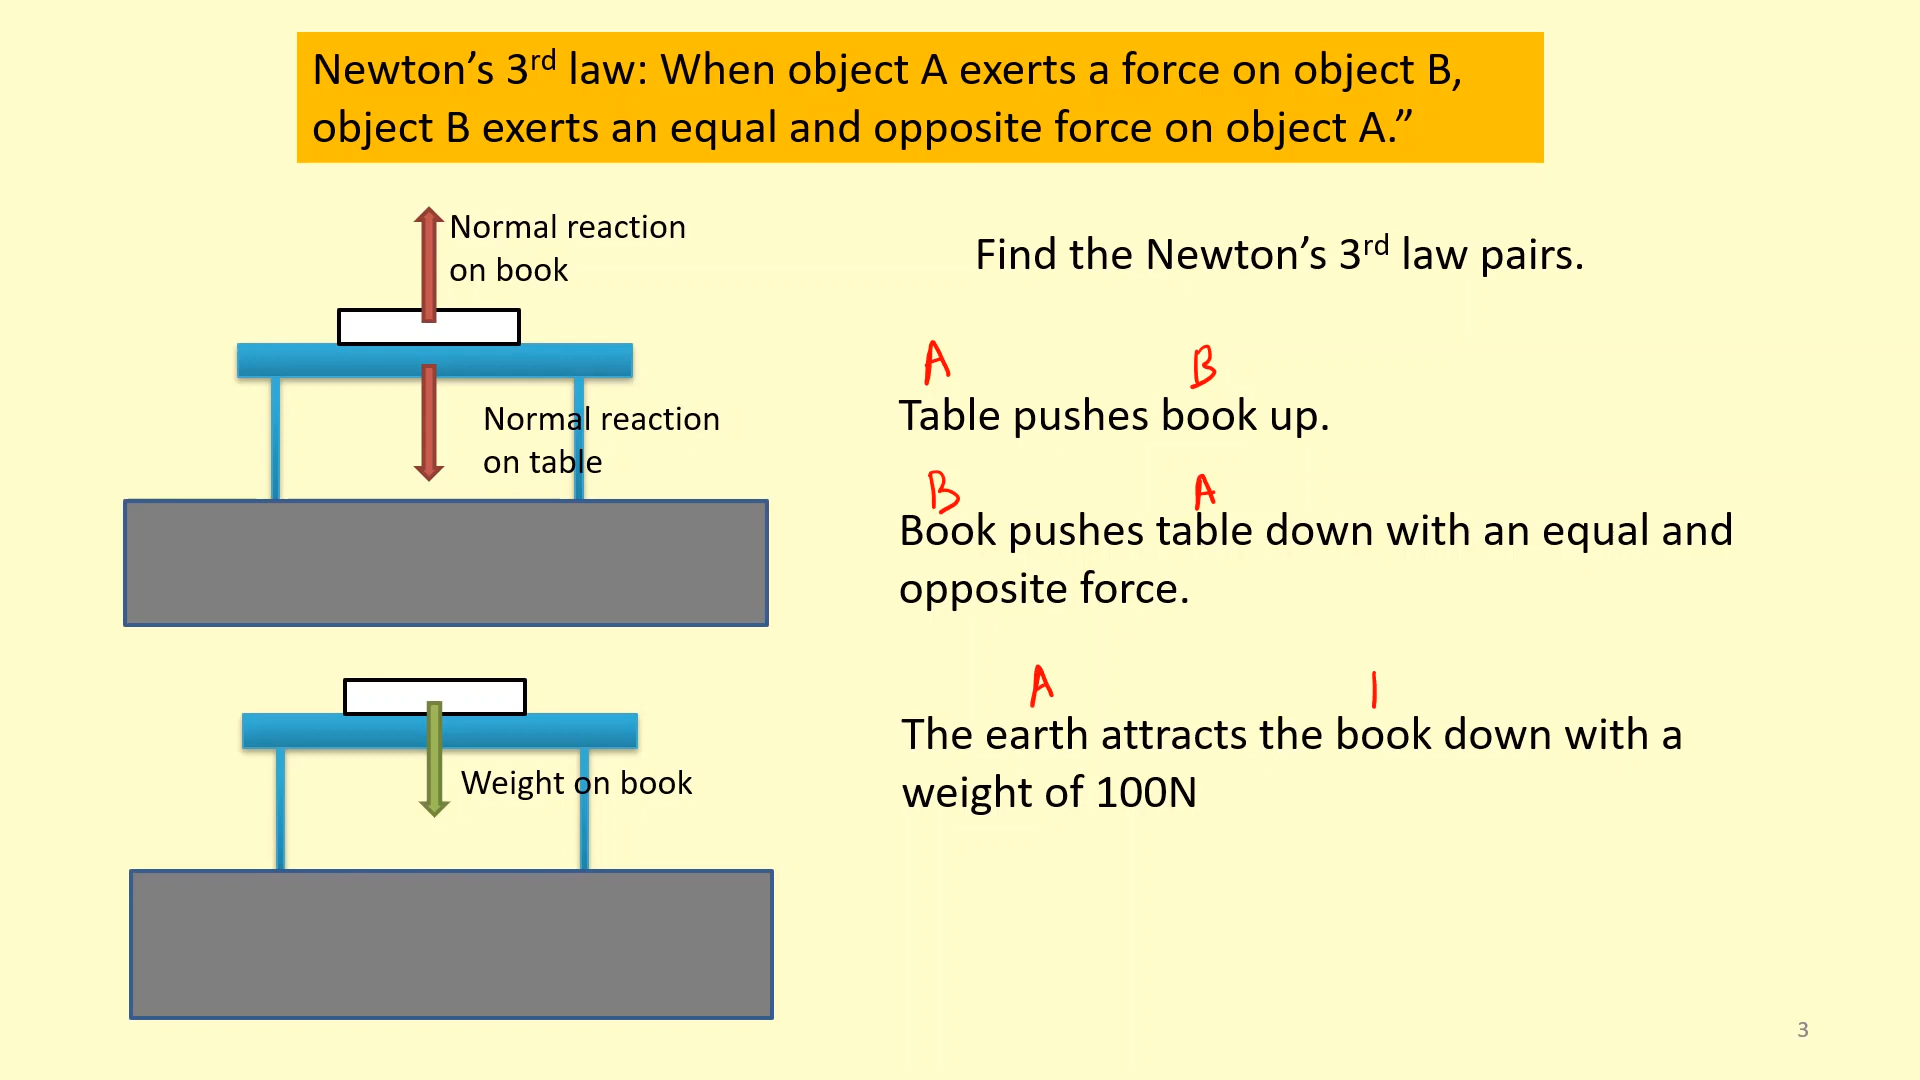 Newton’s 3rd law: When object A exerts a force on object B,
object B exerts an equal and opposite force on object A.”
Normal reaction
on book
Find the Newton’s 3rd law pairs.
A B
Table pushes book up.
Normal reaction
on table
B A
Book pushes table down with an equal and
opposite force.
A
The earth attracts the book down with a
weight of 100N
Weight on book
3